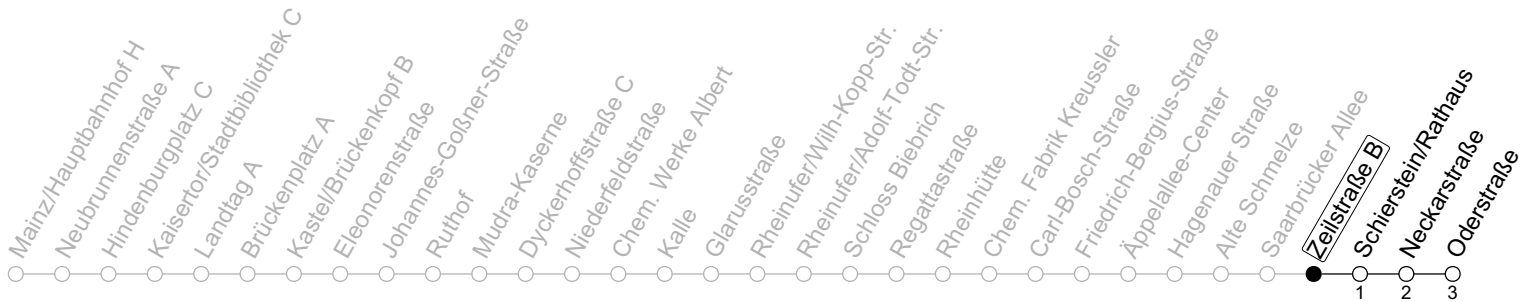 Mainz/Hauptbahnhof H
Neubrunnenstraße A
Hindenburgplatz C
Kaisertor/Stadtbibliothek C
Landtag A
Brückenplatz A
Kastel/Brückenkopf B
Eleonorenstraße
Johannes-Goßner-Straße
Ruthof
Mudra-Kaserne
Dyckerhoffstraße C
Niederfeldstraße
Chem. Werke Albert
Kalle
Glarusstraße
Rheinufer/Wilh-Kopp-Str.
Rheinufer/Adolf-Todt-Str.
Schloss Biebrich
Regattastraße
Rheinhütte
Chem. Fabrik Kreussler
Carl-Bosch-Straße
Friedrich-Bergius-Straße
Äppelallee-Center
Hagenauer Straße
Alte Schmelze
Saarbrücker Allee
Zeilstraße B
Schierstein/Rathaus
Neckarstraße
Oderstraße
1 2 3